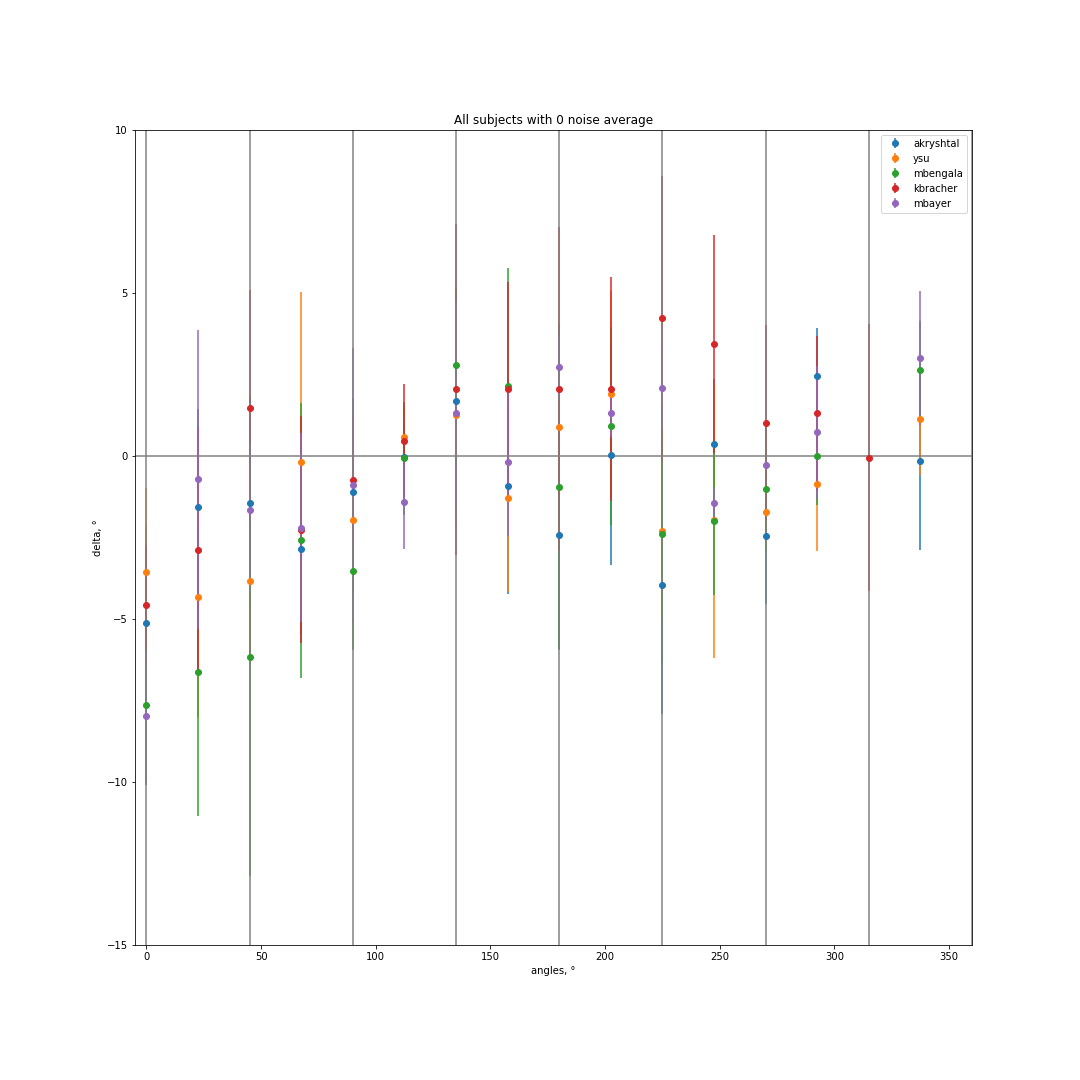 All subjects with 0 noise average
10
5
0
−5
−10
−15
delta, °
akryshtal
ysu
mbengala
kbracher
mbayer
0
50
100
150
200
250
300
350
angles, °